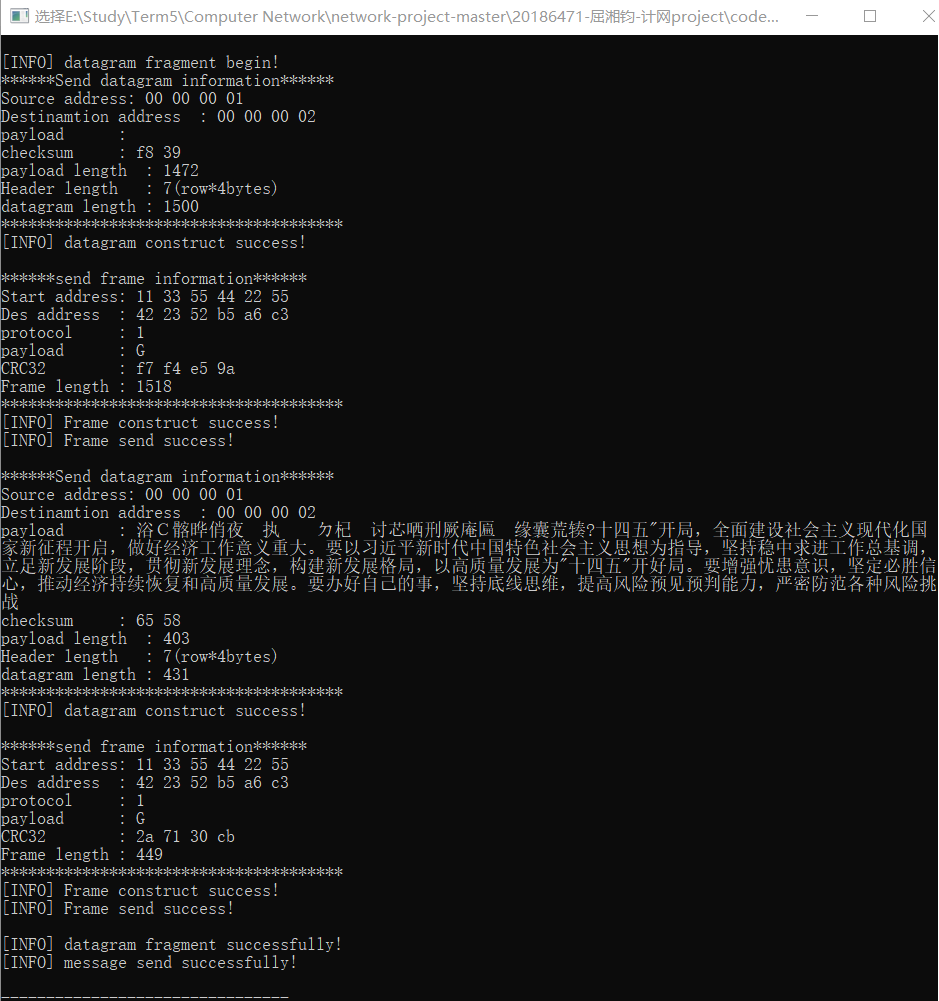 选择E:\Study\Term5\Computer Network\network-project-master\20186471-屈湘钧-计网project\code...
[INFO] datagram fragment begin!
******Send datagram information******
Source address: 00 00 00 01
Destinamtion address  : 00 00 00 02
payload      :
checksum     : f8 39
payload length  : 1472
Header length   : 7(row*4bytes)
datagram length : 1500
**************************************
[INFO] datagram construct success!
******send frame information******
Start address: 11 33 55 44 22 55
Des address  : 42 23 52 b5 a6 c3
protocol     : 1
payload      : G
CRC32        : f7 f4 e5 9a
Frame length : 1518
**************************************
[INFO] Frame construct success!
[INFO] Frame send success!
******Send datagram information******
Source address: 00 00 00 01
Destinamtion address  : 00 00 00 02
payload      : 浴Ｃ髂晔俏夜　执　　ㄉ杞　讨芯哂刑厥庵匾　缘囊荒辏?十四五"开局，全面建设社会主义现代化国
家新征程开启，做好经济工作意义重大。要以习近平新时代中国特色社会主义思想为指导，坚持稳中求进工作总基调，
立足新发展阶段，贯彻新发展理念，构建新发展格局，以高质量发展为"十四五"开好局。要增强忧患意识，坚定必胜信
心，推动经济持续恢复和高质量发展。要办好自己的事，坚持底线思维，提高风险预见预判能力，严密防范各种风险挑
战
checksum     : 65 58
payload length  : 403
Header length   : 7(row*4bytes)
datagram length : 431
**************************************
[INFO] datagram construct success!
******send frame information******
Start address: 11 33 55 44 22 55
Des address  : 42 23 52 b5 a6 c3
protocol     : 1
payload      : G
CRC32        : 2a 71 30 cb
Frame length : 449
**************************************
[INFO] Frame construct success!
[INFO] Frame send success!
[INFO] datagram fragment successfully!
[INFO] message send successfully!
--------------------------------